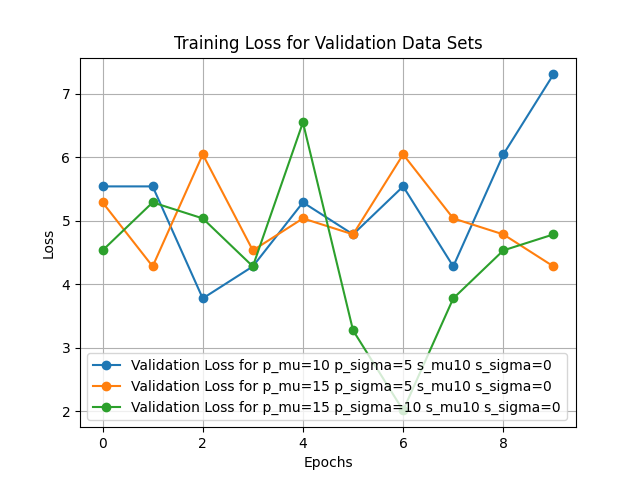 Training Loss for Validation Data Sets
Loss
7
6
5
4
3
2
Validation Loss for p_mu=10 p_sigma=5 s_mu10 s_sigma=0
Validation Loss for p_mu=15 p_sigma=5 s_mu10 s_sigma=0
Validation Loss for p_mu=15 p_sigma=10 s_mu10 s_sigma=0
0 2 4 6 8
Epochs